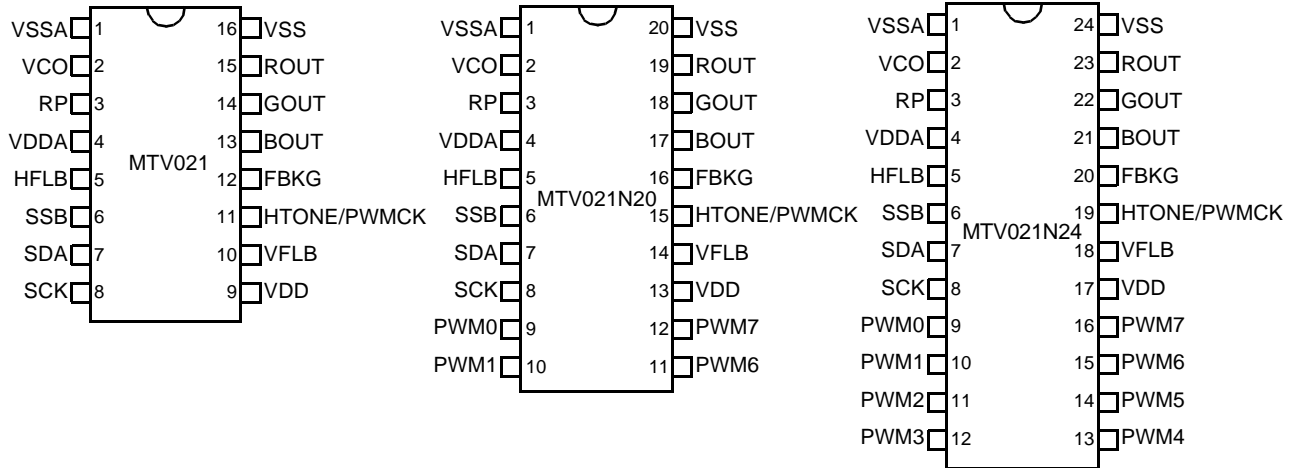 VSSA 1 16 VSS
VCO 2 15 ROUT
RP 3 14 GOUT
VDDA 4 13 BOUT
MTV021
HFLB 5 12 FBKG
SSB 6 11 HTONE/PWMCK
SDA 7 10 VFLB
SCK 8 9 VDD
VSSA 1 20 VSS
VCO 2 19 ROUT
RP 3 18 GOUT
VDDA 4 17 BOUT
HFLB 5 16 FBKG
MTV021N20
SSB 6 15 HTONE/PWMCK
SDA 7 14 VFLB
SCK 8 13 VDD
PWM0 9 12 PWM7
PWM1 10 11 PWM6
VSSA 1 24 VSS
VCO 2 23 ROUT
RP 3 22 GOUT
VDDA 4 21 BOUT
HFLB 5 20 FBKG
SSB 6 19 HTONE/PWMCK
MTV021N24
SDA 7 18 VFLB
SCK 8 17 VDD
PWM0 9 16 PWM7
PWM1 10 15 PWM6
PWM2 11 14 PWM5
PWM3 12 13 PWM4